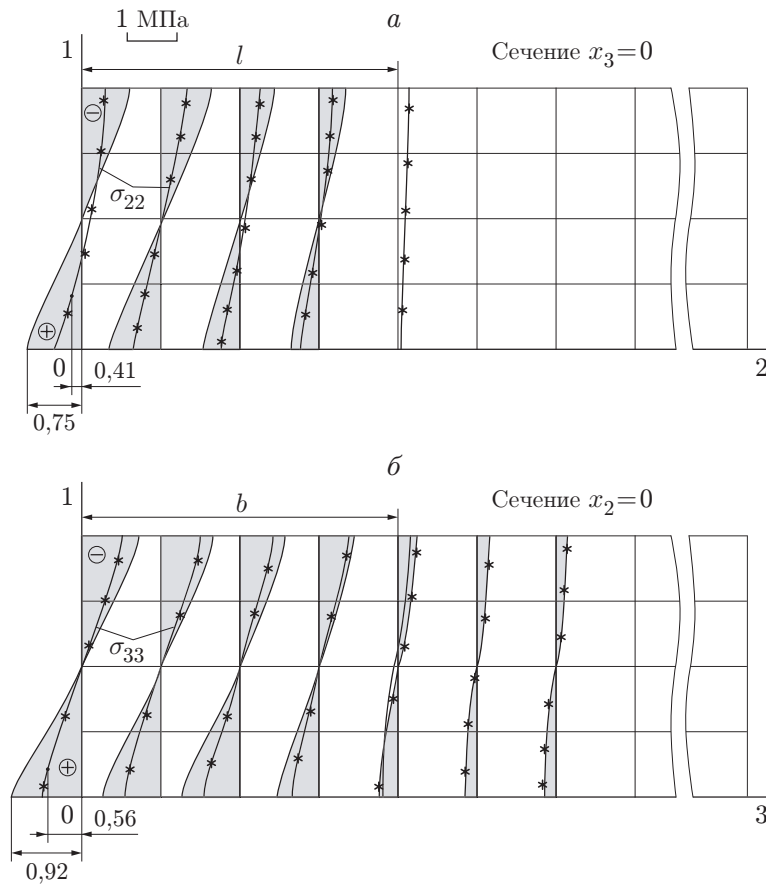 1 МПа
а
1
l
Сечение x₃=0
−
σ₂₂
+
0
0,41
2
0,75
б
1
b
Сечение x₂=0
−
σ₃₃
+
0
0,56
3
0,92